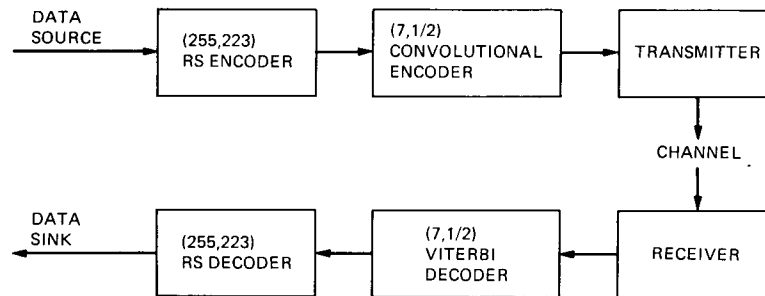 DATA
SOURCE
(255,223)
RS ENCODER
(7,1/2)
CONVOLUTIONAL
ENCODER
TRANSMITTER
CHANNEL
DATA
SINK
(255,223)
RS DECODER
(7,1/2)
VITERBI
DECODER
RECEIVER